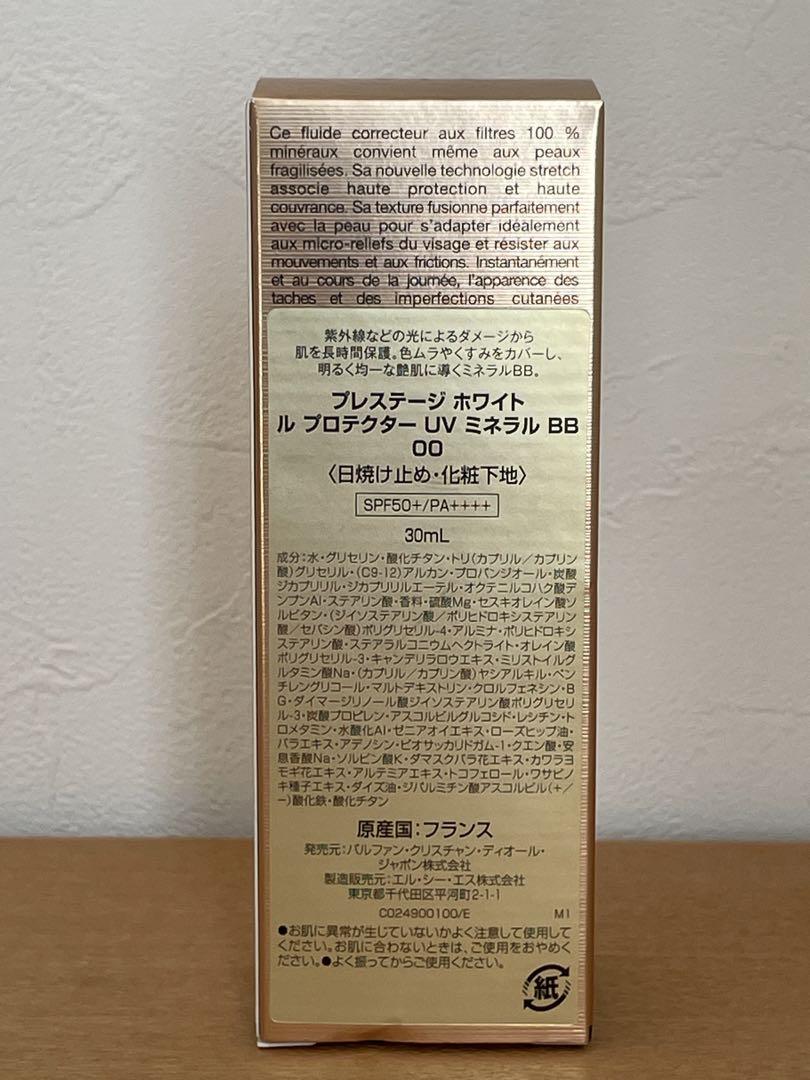 Ce fluide correcteur aux filtres 100 %
minéraux convient même aux peaux
fragilisées. Sa nouvelle technologie stretch
associe haute protection et haute
couvrance. Sa texture fusionne parfaitement
avec la peau pour s'adapter idéalement
aux micro-reliefs du visage et résister aux
mouvements et aux frictions. Instantanément
et au cours de la journée, l'apparence des
taches et des imperfections cutanées
紫外線などの光によるダメージから
肌を長時間保護。色ムラやくすみをカバーし、
明るく均一な艶肌に導くミネラルBB。
プレステージ ホワイト
ル プロテクター UV ミネラル BB
00
〈日焼け止め・化粧下地〉
SPF50+/PA++++
30mL
成分:水・グリセリン・酸化チタン・トリ(カプリル/カプリン
酸)グリセリル・(C9-12)アルカン・プロパンジオール・炭酸
ジカプリリル・ジカプリリルエーテル・オクテニルコハク酸デ
ンプンAl・ステアリン酸・香料・硫酸Mg・セスキオレイン酸ソ
ルビタン・(ジイソステアリン酸/ポリヒドロキシステアリン
酸/セバシン酸)ポリグリセリル-4・アルミナ・ポリヒドロキシ
ステアリン酸・ステアラルコニウムヘクトライト・オレイン酸
ポリグリセリル-3・キャンデリラロウエキス・ミリストイルグ
ルタミン酸Na・(カプリル/カプリン酸)ヤシアルキル・ペン
チレングリコール・マルトデキストリン・クロルフェネシン・B
G・ダイマージリノール酸ジイソステアリン酸ポリグリセリ
ル-3・炭酸プロピレン・アスコルビルグルコシド・レシチン・ト
ロメタミン・水酸化Al・ゼニアオイエキス・ローズヒップ油・
バラエキス・アデノシン・ビオサッカリドガム-1・クエン酸・安
息香酸Na・ソルビン酸K・ダマスクバラ花エキス・カワラヨ
モギ花エキス・アルテミアエキス・トコフェロール・ワサビノ
キ種子エキス・ダイズ油・ジパルミチン酸アスコルビル(+/
-)酸化鉄・酸化チタン
原産国:フランス
発売元:パルファン・クリスチャン・ディオール・
ジャポン株式会社
製造販売元:エル・シー・エス株式会社
東京都千代田区平河町2-1-1
C024900100/E M1
●お肌に異常が生じていないかよく注意して使用して
ください。お肌に合わないときは、ご使用をおやめく
ださい。●よく振ってからご使用ください。
紙